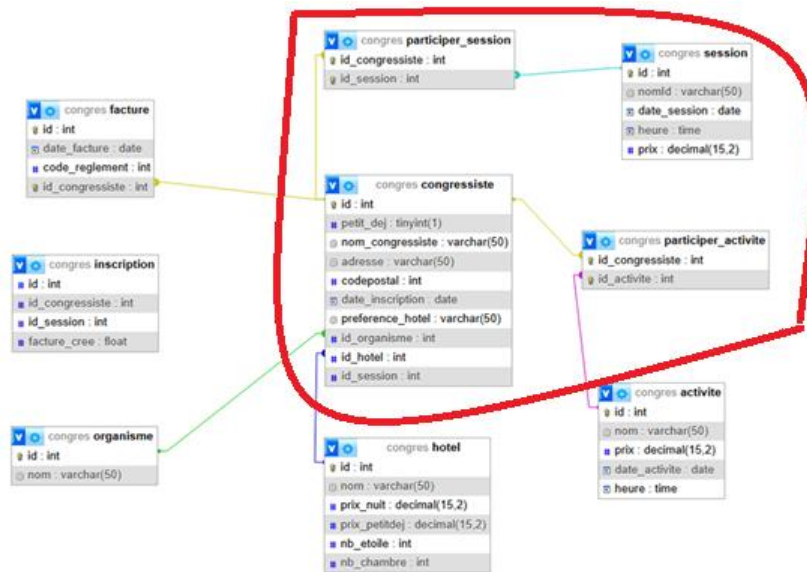 congres participer_session
id_congressiste : int
id_session : int
congres session
id : int
nomId : varchar(50)
date_session : date
heure : time
prix : decimal(15,2)
congres facture
id : int
date_facture : date
code_reglement : int
id_congressiste : int
congres congressiste
id : int
petit_dej : tinyint(1)
nom_congressiste : varchar(50)
adresse : varchar(50)
codepostal : int
date_inscription : date
preference_hotel : varchar(50)
id_organisme : int
id_hotel : int
id_session : int
congres participer_activite
id_congressiste : int
id_activite : int
congres inscription
id : int
id_congressiste : int
id_session : int
facture_cree : float
congres activite
id : int
nom : varchar(50)
prix : decimal(15,2)
date_activite : date
heure : time
congres organisme
id : int
nom : varchar(50)
congres hotel
id : int
nom : varchar(50)
prix_nuit : decimal(15,2)
prix_petitdej : decimal(15,2)
nb_etoile : int
nb_chambre : int